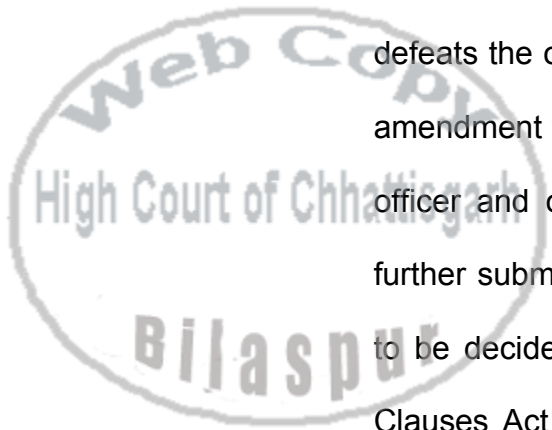 Web Copy
High Court of Chhattisgarh
Bilaspur
defeats the
amendment
officer and
further subm
to be decide
Clauses Act